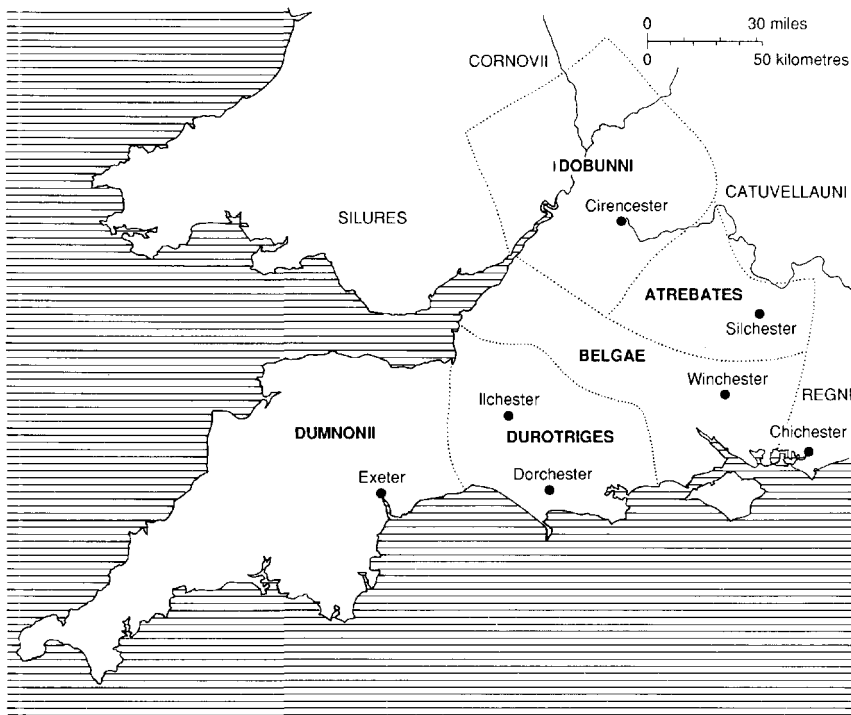 0 30 miles
0 50 kilometres
CORNOVII
DOBUNNI
CATUVELLAUNI
Cirencester
SILURES
ATREBATES
Silchester
BELGAE
Winchester
REGNI
Ilchester
DUMNONII
DUROTRIGES
Chichester
Exeter
Dorchester